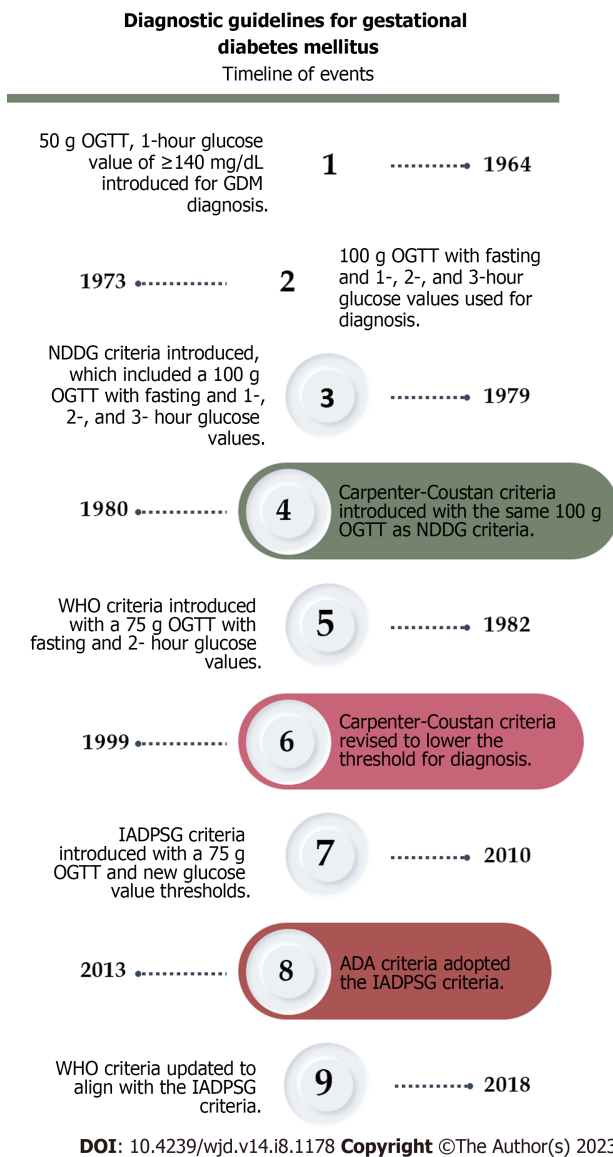 Diagnostic guidelines for gestational
diabetes mellitus
Timeline of events
50 g OGTT, 1-hour glucose
value of ≥140 mg/dL
introduced for GDM
diagnosis.
1
1964
1973
2
100 g OGTT with fasting
and 1-, 2-, and 3-hour
glucose values used for
diagnosis.
NDDG criteria introduced,
which included a 100 g
OGTT with fasting and 1-,
2-, and 3- hour glucose
values.
3
1979
1980
4
Carpenter-Coustan criteria
introduced with the same 100 g
OGTT as NDDG criteria.
WHO criteria introduced
with a 75 g OGTT with
fasting and 2- hour glucose
values.
5
1982
1999
6
Carpenter-Coustan criteria
revised to lower the
threshold for diagnosis.
IADPSG criteria
introduced with a 75 g
OGTT and new glucose
value thresholds.
7
2010
2013
8
ADA criteria adopted
the IADPSG criteria.
WHO criteria updated to
align with the IADPSG
criteria.
9
2018
DOI: 10.4239/wjd.v14.i8.1178 Copyright ©The Author(s) 2023